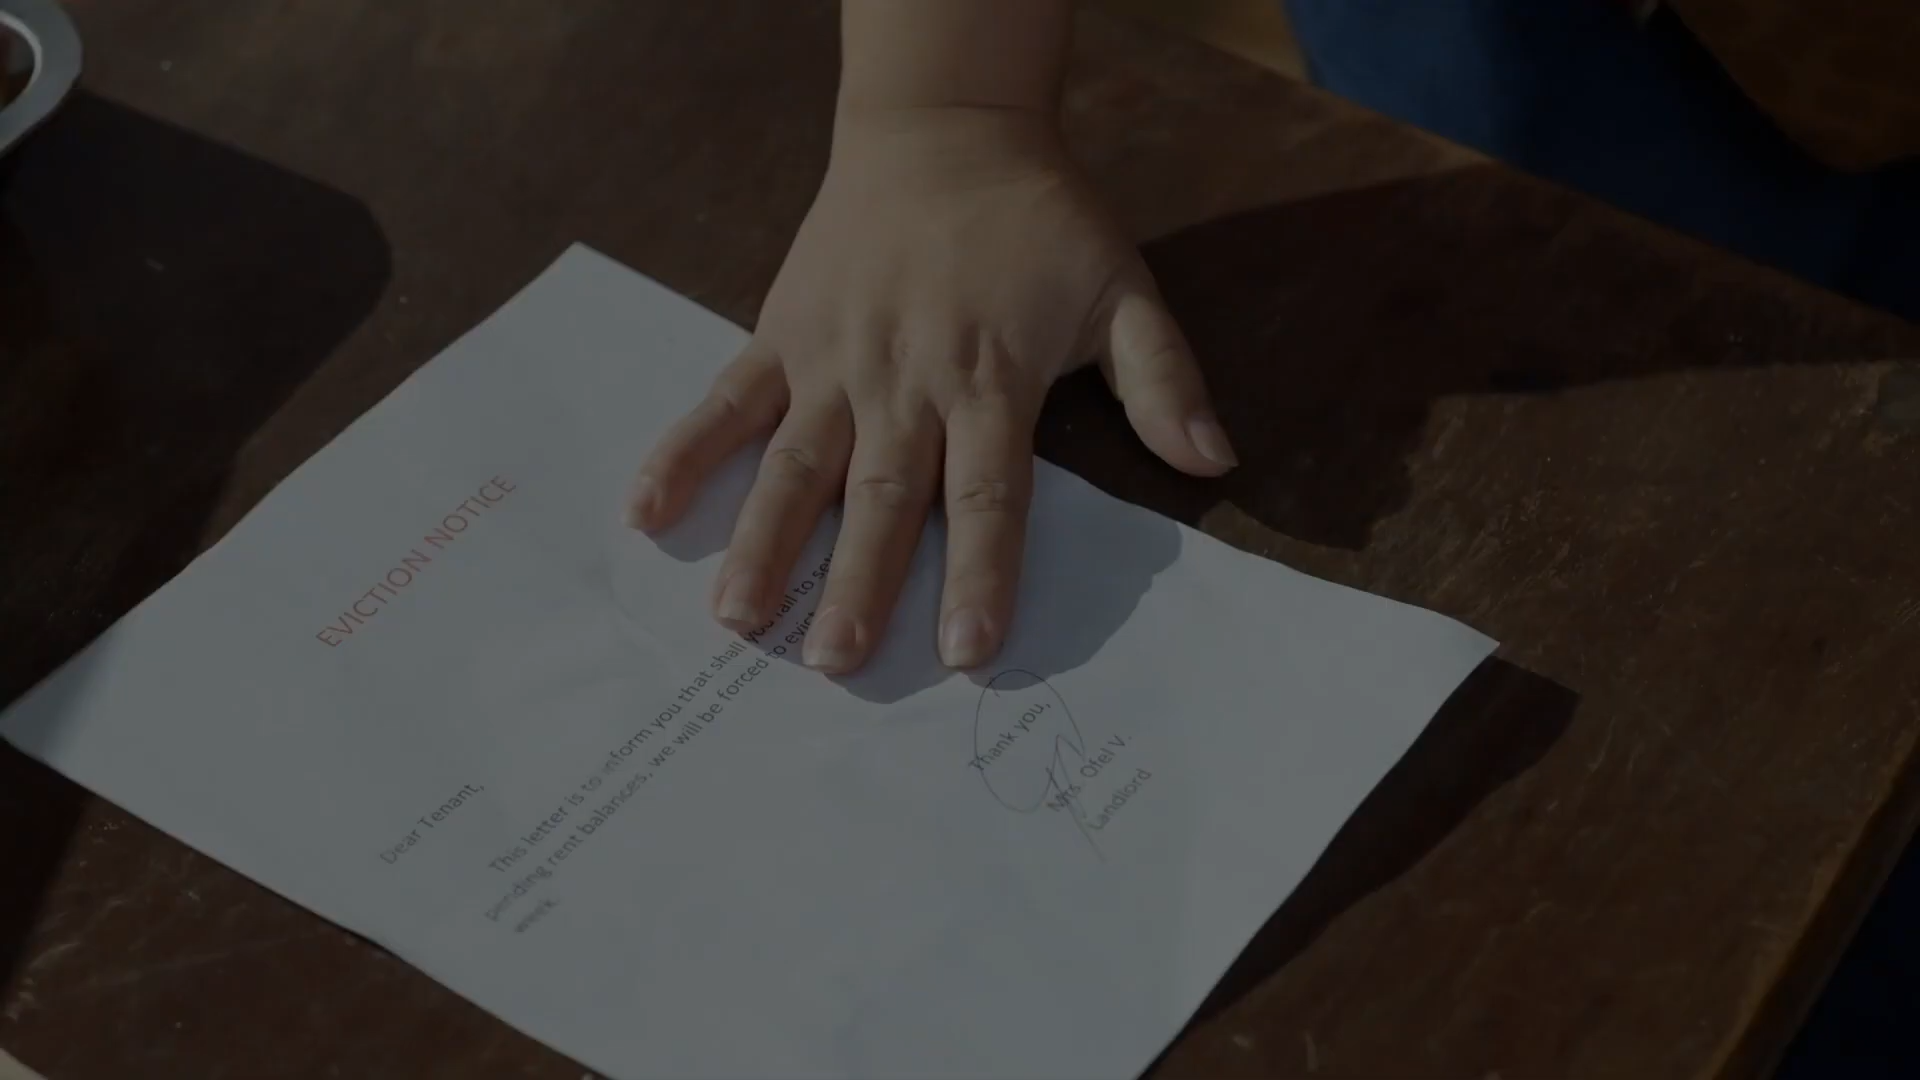 EVICTION NOTICE
Dear Tenant,
This letter is to inform you that shall you fail to
pending rent balances, we will be forced to
week.
Thank you,
Mrs. Ofel V.
Landlord